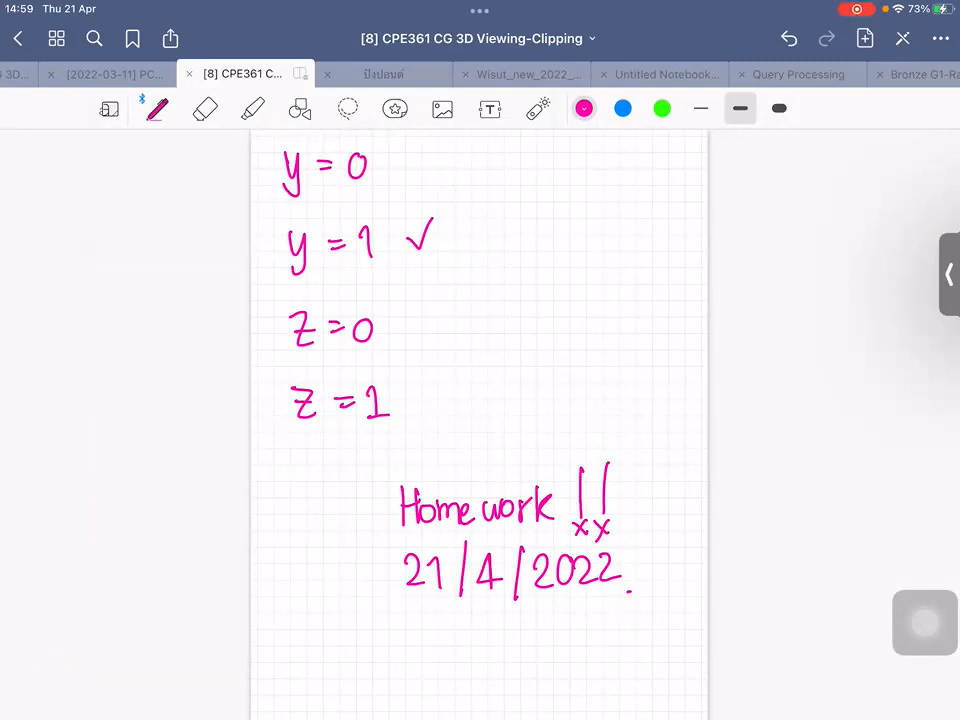 14:59 Thu 21 Apr 73%
[8] CPE361 CG 3D Viewing-Clipping
3D... [2022-03-11] PC... [8] CPE361 C... ปิงปอนด์ Wisut_new_2022_... Untitled Notebook... Query Processing Bronze G1-Ra
y = 0
y = 1 ✓
z = 0
z = 1
Homework !!
21/4/2022.